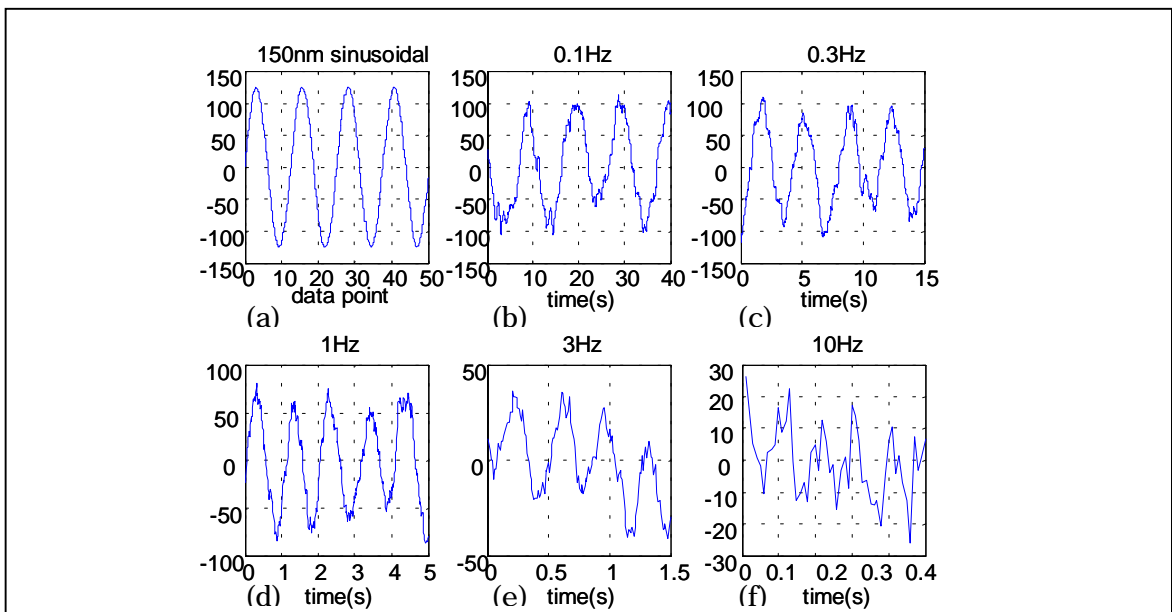 150nm sinusoidal
150
100
50
0
-50
-100
-150
0 10 20 30 40 50
data point
(a)
0.1Hz
150
100
50
0
-50
-100
-150
0 10 20 30 40
time(s)
(b)
0.3Hz
150
100
50
0
-50
-100
-150
0 5 10 15
time(s)
(c)
1Hz
100
50
0
-50
-100
0 1 2 3 4 5
time(s)
(d)
3Hz
50
0
-50
0 0.5 1 1.5
time(s)
(e)
10Hz
30
20
10
0
-10
-20
-30
0 0.1 0.2 0.3 0.4
time(s)
(f)